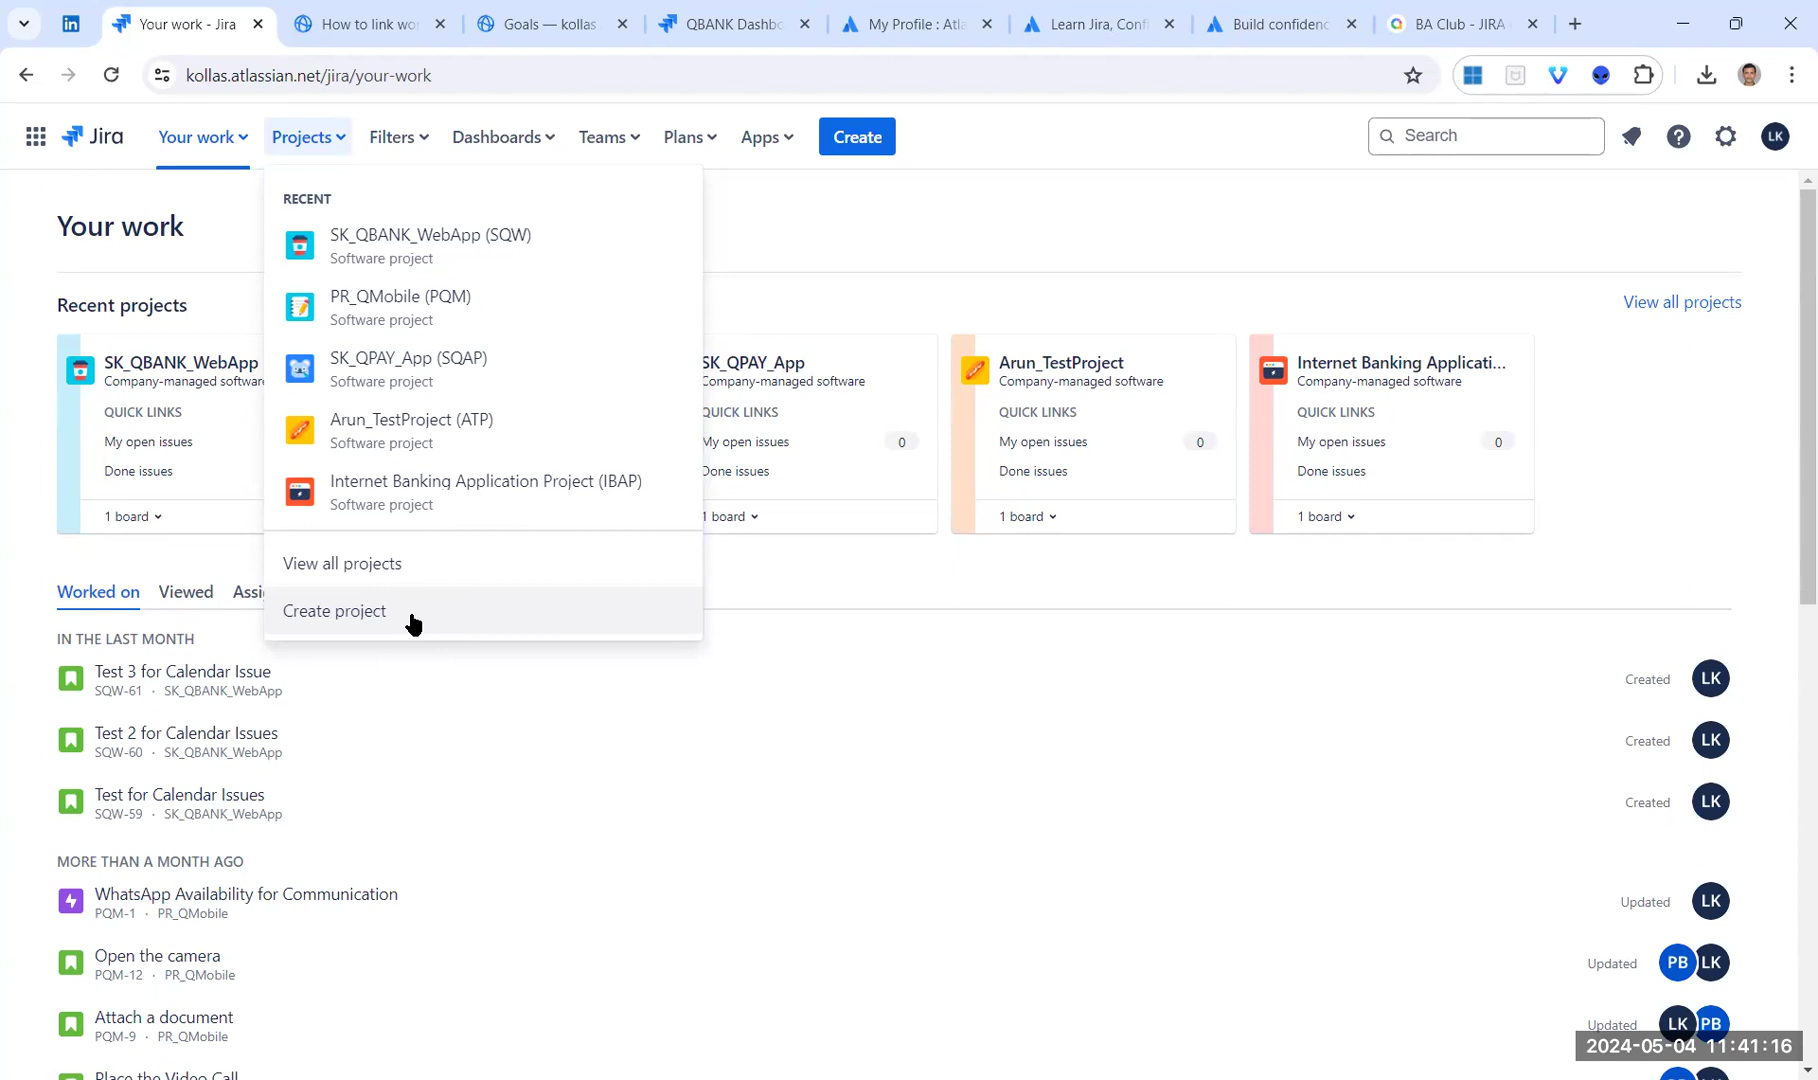 Your work - Jira
How to link wo
Goals — kollas
QBANK Dashb
My Profile : Atla
Learn Jira, Conf
Build confidenc
BA Club - JIRA
kollas.atlassian.net/jira/your-work
Jira
Your work
Projects
Filters
Dashboards
Teams
Plans
Apps
Create
Search
LK
Your work
RECENT
SK_QBANK_WebApp (SQW)
Software project
PR_QMobile (PQM)
Software project
SK_QPAY_App (SQAP)
Software project
Arun_TestProject (ATP)
Software project
Internet Banking Application Project (IBAP)
Software project
View all projects
Create project
Recent projects
View all projects
SK_QBANK_WebApp
Company-managed software
QUICK LINKS
My open issues
Done issues
1 board
SK_QPAY_App
Company-managed software
QUICK LINKS
My open issues 0
Done issues
1 board
Arun_TestProject
Company-managed software
QUICK LINKS
My open issues 0
Done issues
1 board
Internet Banking Applicati...
Company-managed software
QUICK LINKS
My open issues 0
Done issues
1 board
Worked on Viewed Assi
IN THE LAST MONTH
Test 3 for Calendar Issue
SQW-61 · SK_QBANK_WebApp
Created LK
Test 2 for Calendar Issues
SQW-60 · SK_QBANK_WebApp
Created LK
Test for Calendar Issues
SQW-59 · SK_QBANK_WebApp
Created LK
MORE THAN A MONTH AGO
WhatsApp Availability for Communication
PQM-1 · PR_QMobile
Updated LK
Open the camera
PQM-12 · PR_QMobile
Updated PB LK
Attach a document
PQM-9 · PR_QMobile
Updated LK PB
2024-05-04 11:41:16
Place the Video Call